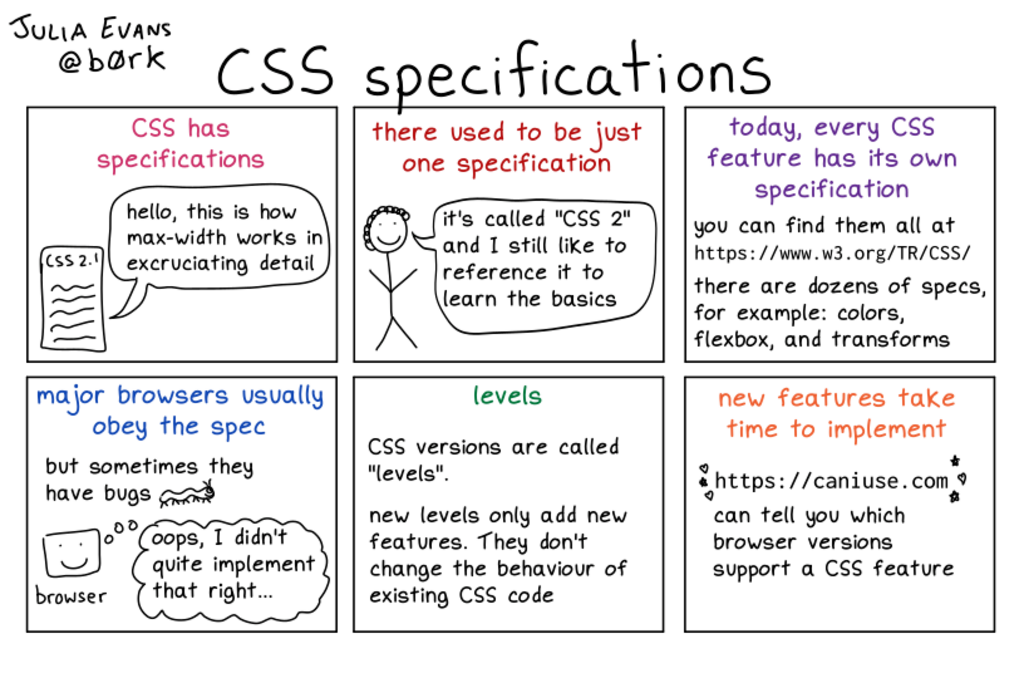 JULIA EVANS
@bØrk
CSS specifications
CSS has
specifications
hello, this is how
max-width works in
excruciating detail
CSS 2.1
there used to be just
one specification
it's called "CSS 2"
and I still like to
reference it to
learn the basics
today, every CSS
feature has its own
specification
you can find them all at
https://www.w3.org/TR/CSS/
there are dozens of specs,
for example: colors,
flexbox, and transforms
major browsers usually
obey the spec
but sometimes they
have bugs
oops, I didn't
quite implement
that right...
browser
levels
CSS versions are called
"levels".
new levels only add new
features. They don't
change the behaviour of
existing CSS code
new features take
time to implement
https://caniuse.com
can tell you which
browser versions
support a CSS feature